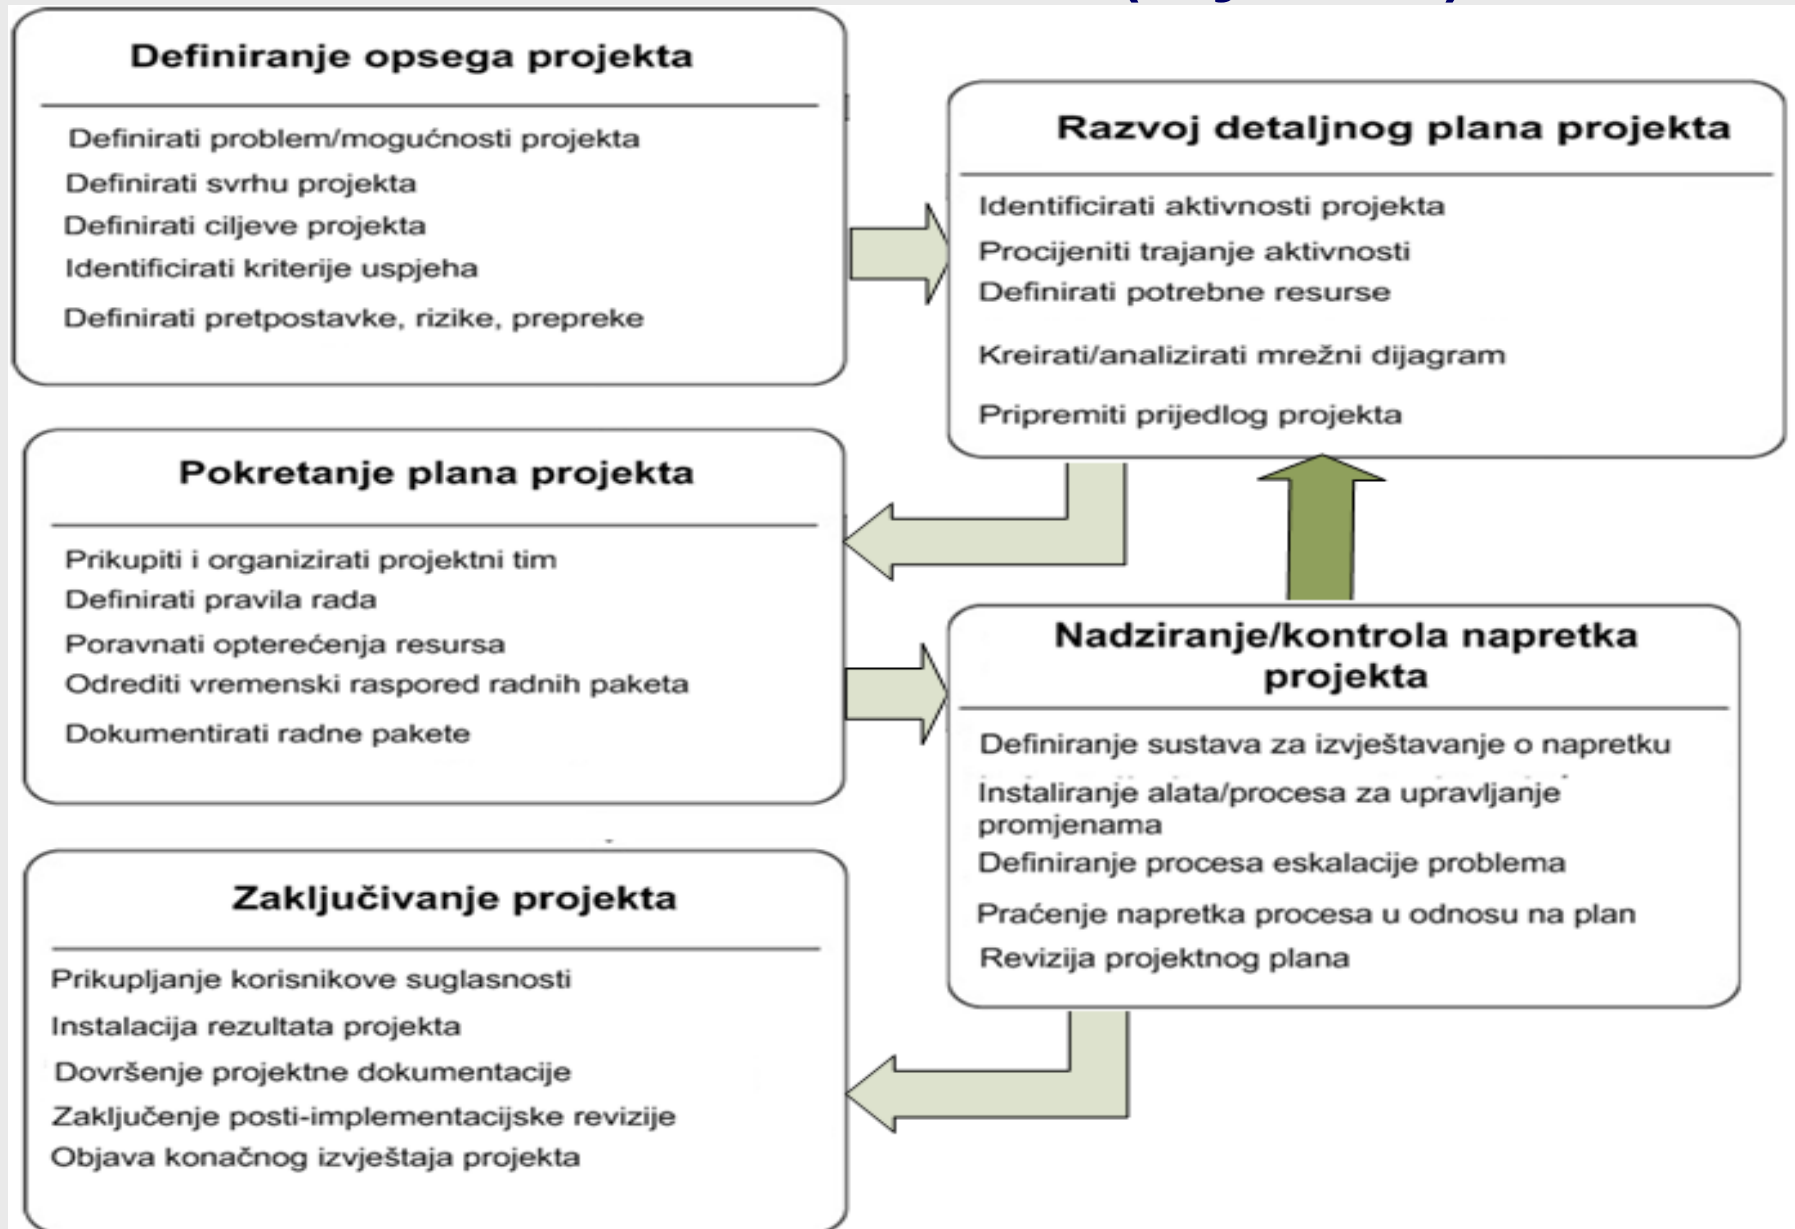 Definiranje opsega projekta
Definirati problem/mogućnosti projekta
Definirati svrhu projekta
Definirati ciljeve projekta
Identificirati kriterije uspjeha
Definirati pretpostavke, rizike, prepreke
Razvoj detaljnog plana projekta
Identificirati aktivnosti projekta
Procijeniti trajanje aktivnosti
Definirati potrebne resurse
Kreirati/analizirati mrežni dijagram
Pripremiti prijedlog projekta
Pokretanje plana projekta
Prikupiti i organizirati projektni tim
Definirati pravila rada
Poravnati opterećenja resursa
Odrediti vremenski raspored radnih paketa
Dokumentirati radne pakete
Nadziranje/kontrola napretka
projekta
Definiranje sustava za izvještavanje o napretku
Instaliranje alata/procesa za upravljanje
promjenama
Definiranje procesa eskalacije problema
Praćenje napretka procesa u odnosu na plan
Revizija projektnog plana
Zaključivanje projekta
Prikupljanje korisnikove suglasnosti
Instalacija rezultata projekta
Dovršenje projektne dokumentacije
Zaključenje posti-implementacijske revizije
Objava konačnog izvještaja projekta